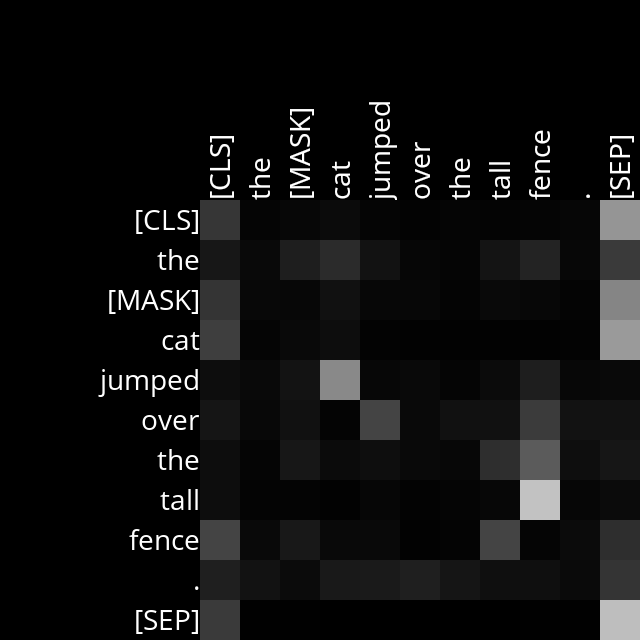 [CLS] the [MASK] cat jumped over the tall fence . [SEP]
[CLS]
the
[MASK]
cat
jumped
over
the
tall
fence
.
[SEP]